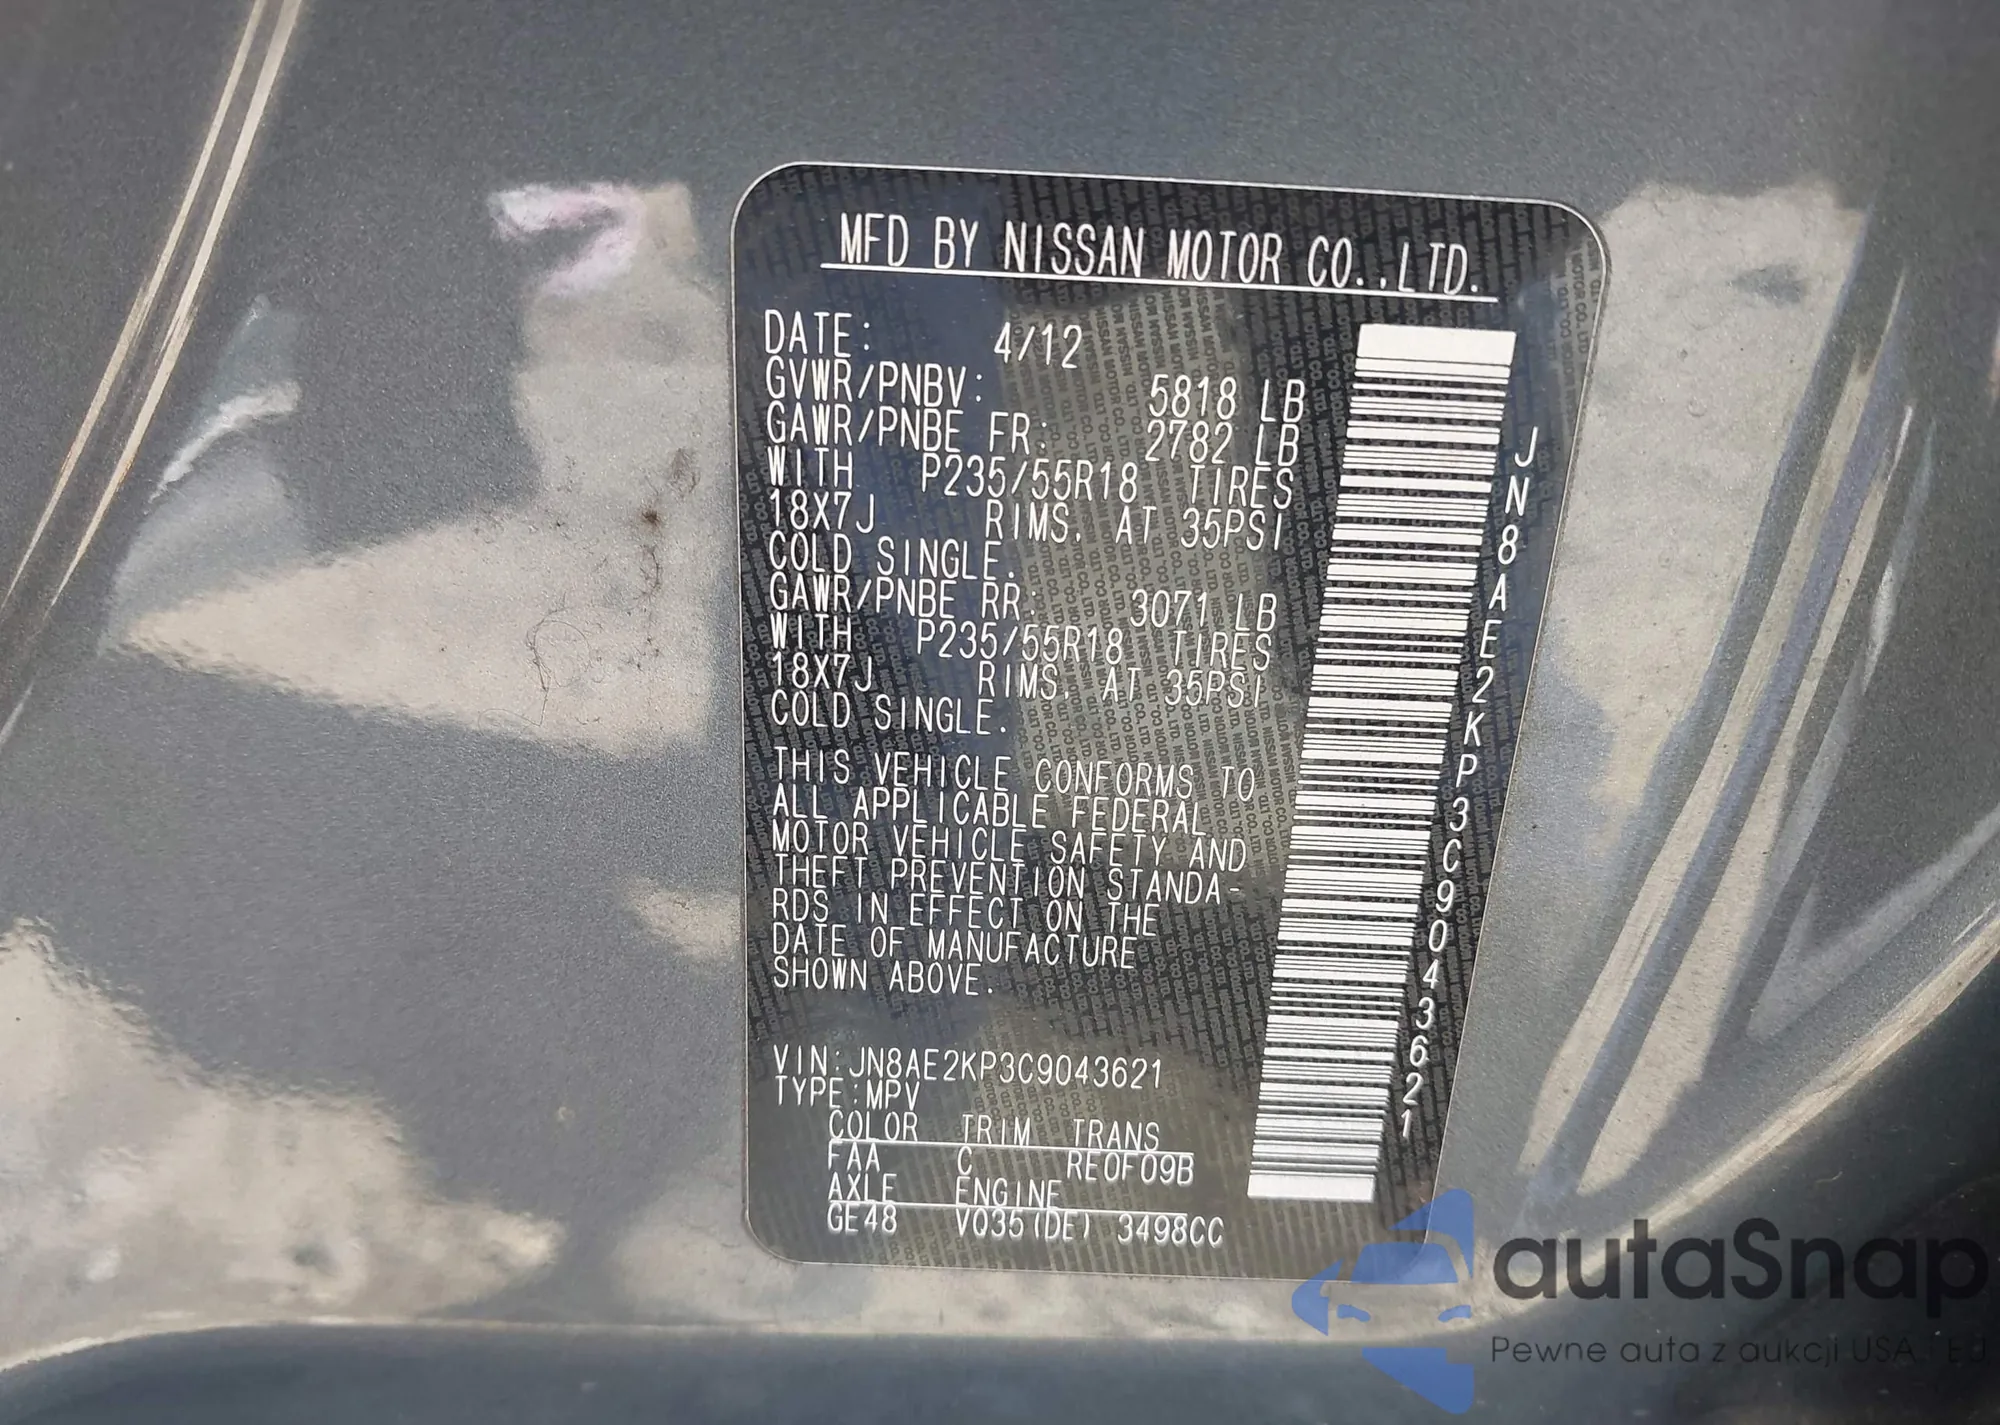 MFD BY NISSAN MOTOR CO.,LTD.
DATE: 4/12
GVWR/PNBV: 5818 LB
GAWR/PNBE FR: 2782 LB
WITH P235/55R18 TIRES
18X7J RIMS, AT 35PSI
COLD SINGLE.
GAWR/PNBE RR: 3071 LB
WITH P235/55R18 TIRES
18X7J RIMS, AT 35PSI
COLD SINGLE.
THIS VEHICLE CONFORMS TO
ALL APPLICABLE FEDERAL
MOTOR VEHICLE SAFETY AND
THEFT PREVENTION STANDA-
RDS IN EFFECT ON THE
DATE OF MANUFACTURE
SHOWN ABOVE.
VIN:JN8AE2KP3C9043621
TYPE:MPV
COLOR TRIM TRANS
FAA C RE0F09B
AXLE ENGINE
GE48 VQ35(DE) 3498CC
JN8AE2KP3C9043621
autaSnap
Pewne auta z aukcji USA i EU